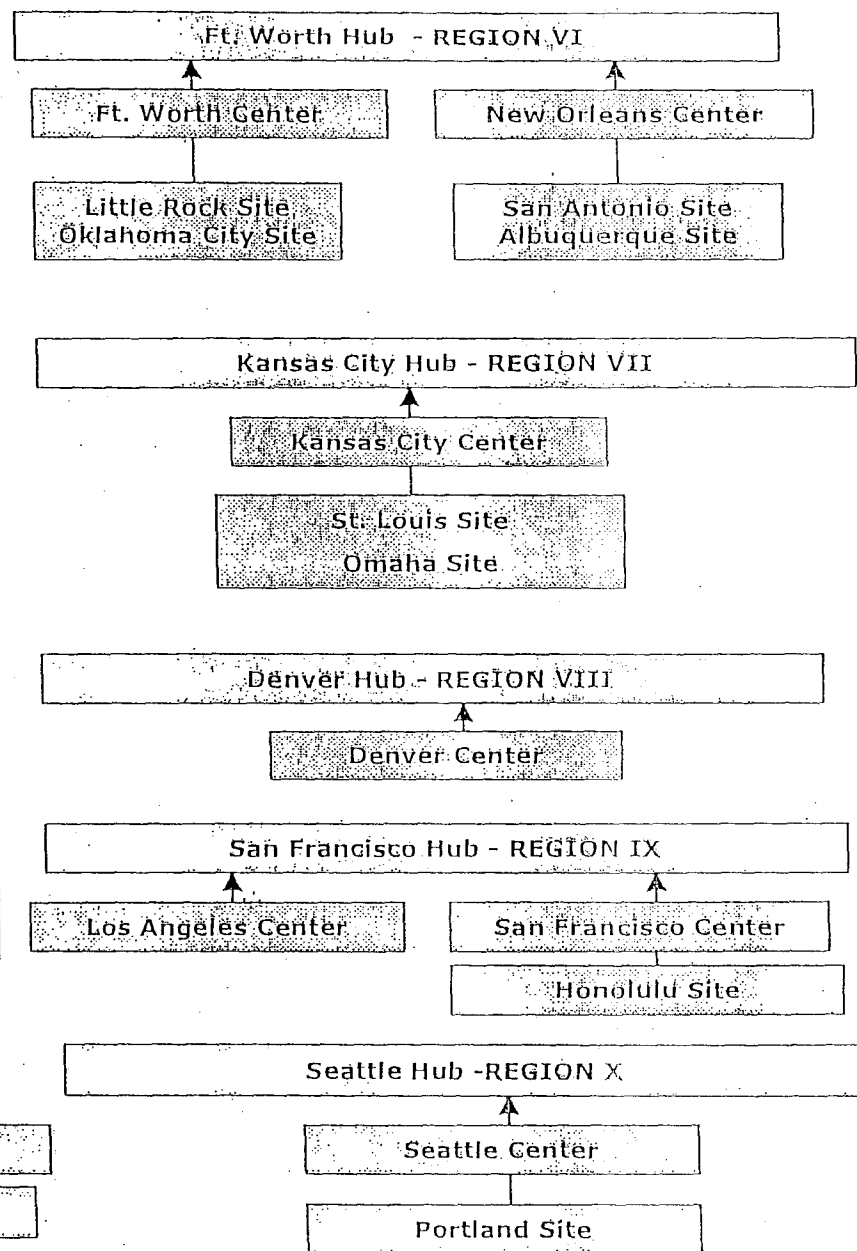 Ft. Worth Hub - REGION VI
Ft. Worth Center
New Orleans Center
Little Rock Site
Oklahoma City Site
San Antonio Site
Albuquerque Site
Kansas City Hub - REGION VII
Kansas City Center
St. Louis Site
Omaha Site
Denver Hub - REGION VIII
Denver Center
San Francisco Hub - REGION IX
Los Angeles Center
San Francisco Center
Honolulu Site
Seattle Hub -REGION X
Seattle Center
Portland Site